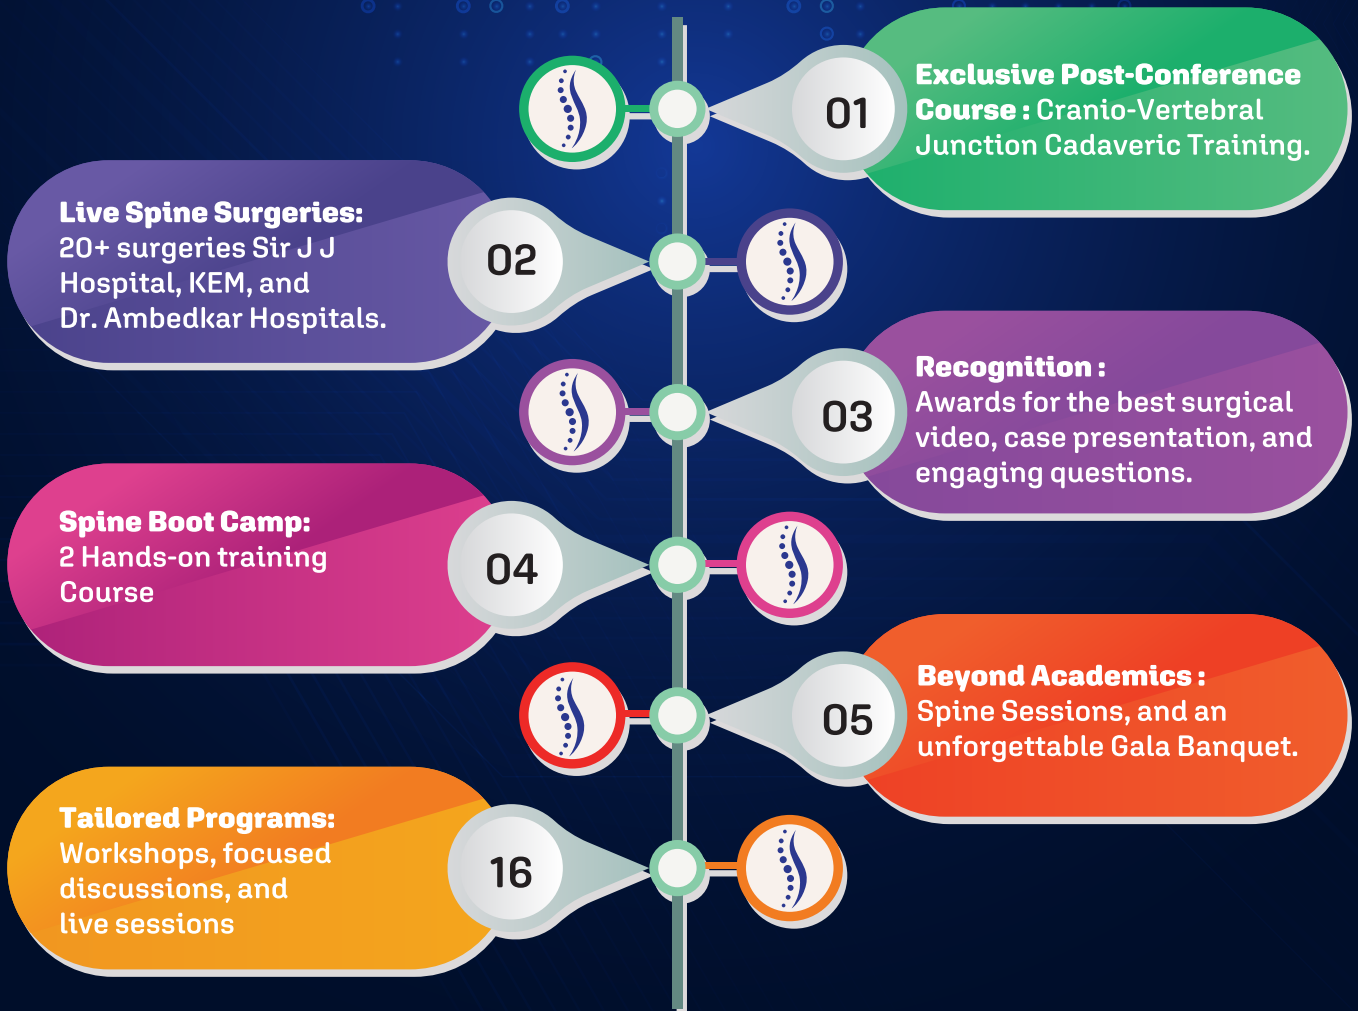 01
Exclusive Post-Conference
Course : Cranio-Vertebral
Junction Cadaveric Training.
Live Spine Surgeries:
20+ surgeries Sir J J
Hospital, KEM, and
Dr. Ambedkar Hospitals.
02
03
Recognition :
Awards for the best surgical
video, case presentation, and
engaging questions.
Spine Boot Camp:
2 Hands-on training
Course
04
05
Beyond Academics :
Spine Sessions, and an
unforgettable Gala Banquet.
Tailored Programs:
Workshops, focused
discussions, and
live sessions
16